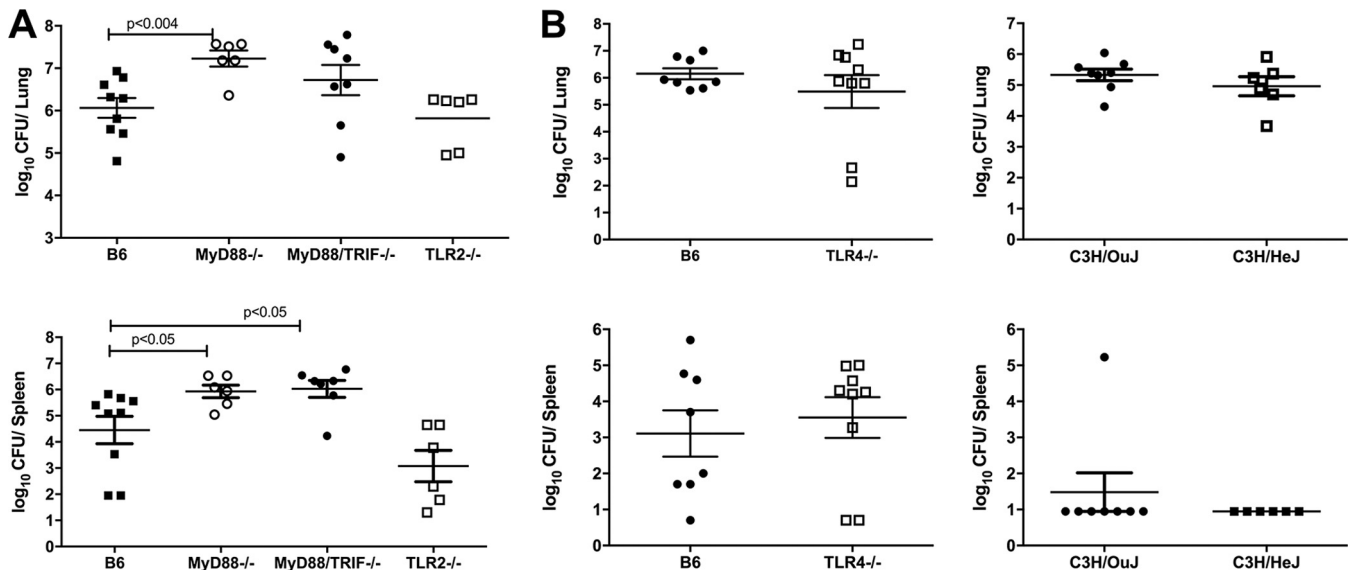 A
p<0.004
log10 CFU/ Lung
8
7
6
5
4
3
B6
MyD88-/-
MyD88/TRIF-/-
TLR2-/-
p<0.05
p<0.05
log10 CFU/ Spleen
8
7
6
5
4
3
2
1
0
B6
MyD88-/-
MyD88/TRIF-/-
TLR2-/-
B
log10 CFU/ Lung
8
7
6
5
4
3
2
1
0
B6
TLR4-/-
log10 CFU/ Lung
7
6
5
4
3
2
1
0
C3H/OuJ
C3H/HeJ
log10 CFU/ Spleen
6
5
4
3
2
1
0
B6
TLR4-/-
log10 CFU/ Spleen
6
5
4
3
2
1
0
C3H/OuJ
C3H/HeJ